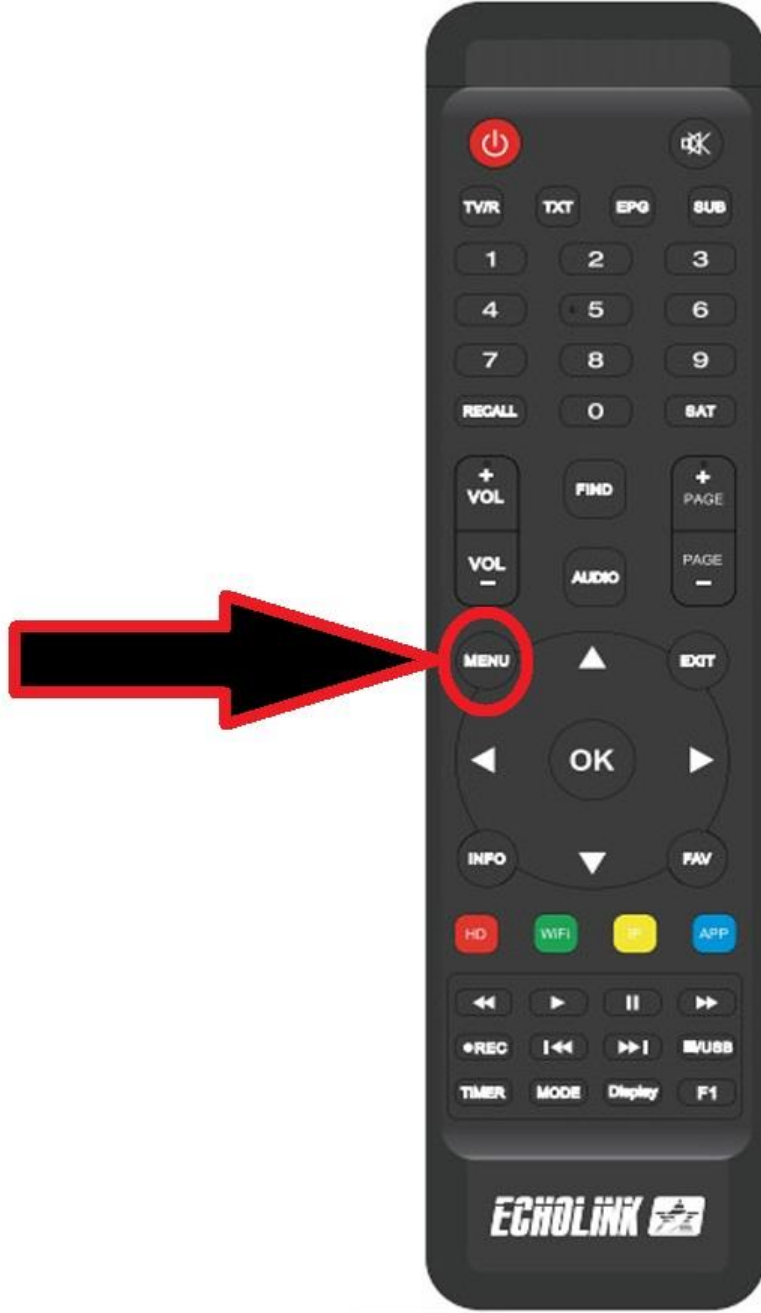 TV/R TXT EPG SUB
1 2 3
4 5 6
7 8 9
RECALL 0 SAT
+ FIND +
VOL PAGE
VOL AUDIO PAGE
- -
MENU EXIT
OK
INFO FAV
HD WiFi IP APP
REC /USB
TIMER MODE Display F1
ECHOLINK